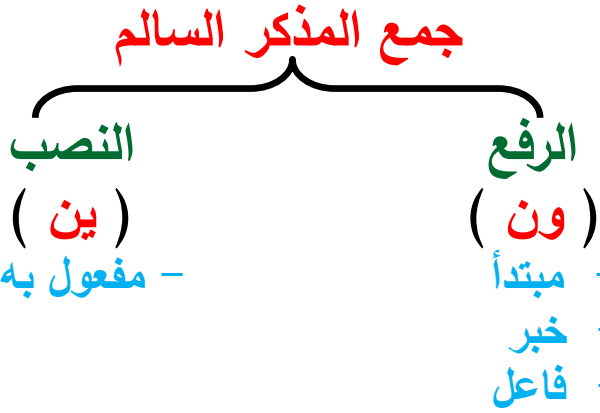 جمع المذكر السالم
الرفع النصب
( ون ) ( ين )
- مبتدأ - مفعول به
- خبر
- فاعل